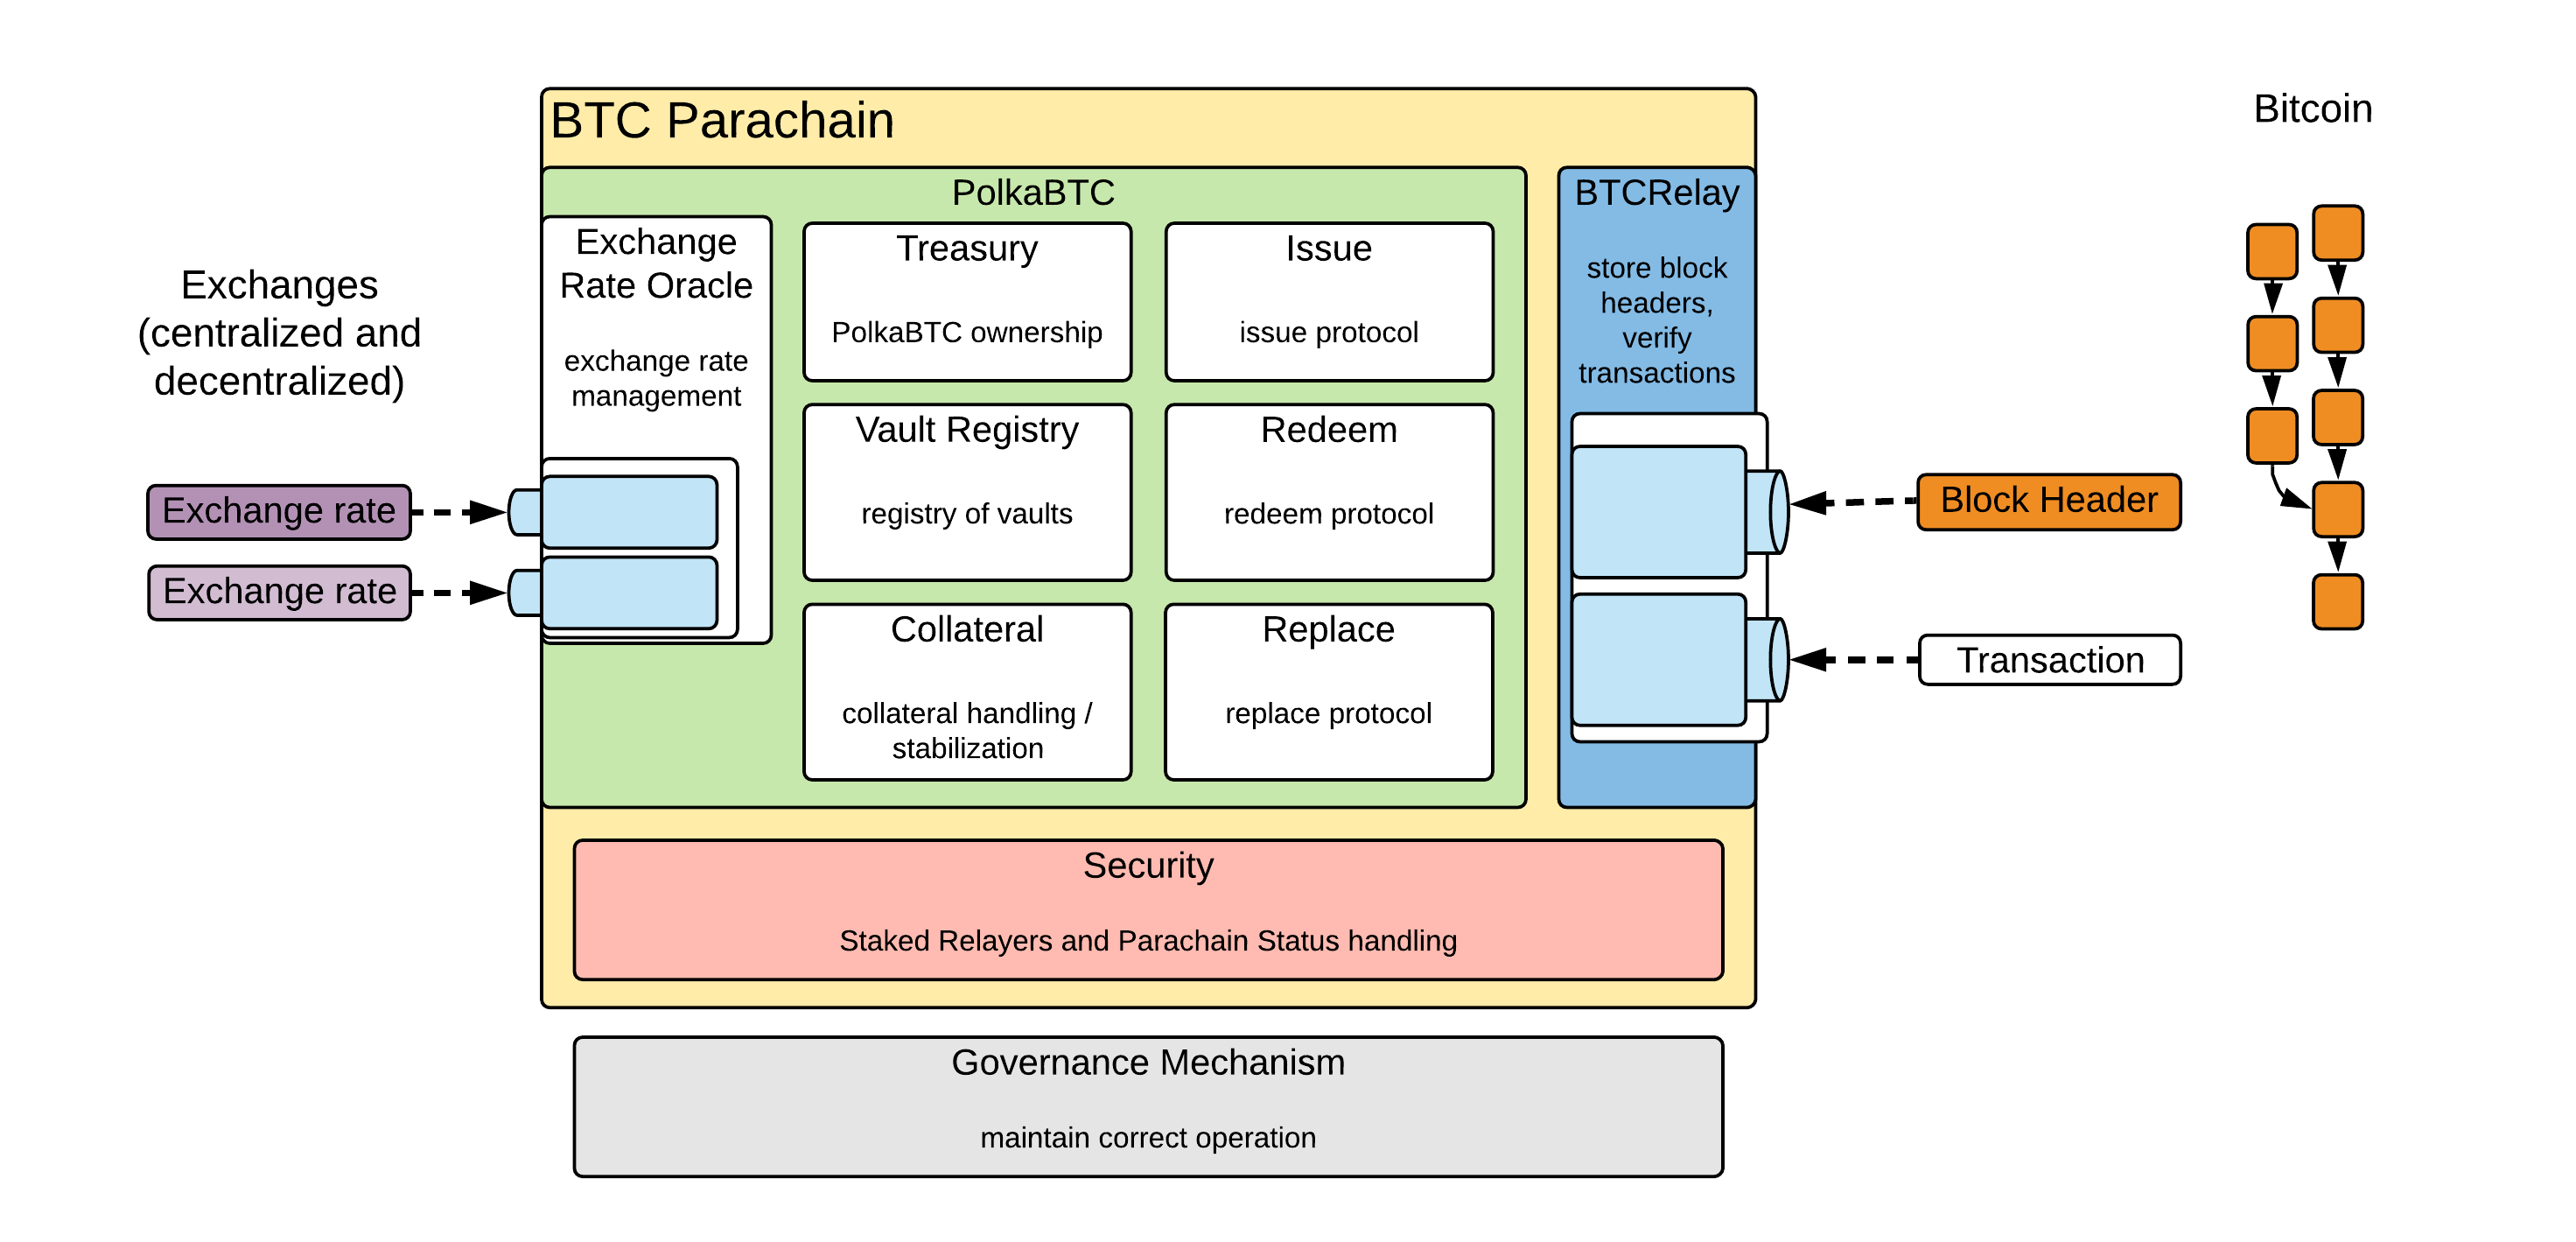 BTC Parachain
Bitcoin
PolkaBTC
BTCRelay
store block
headers,
verify
transactions
Exchange
Rate Oracle
exchange rate
management
Treasury
PolkaBTC ownership
Issue
issue protocol
Vault Registry
registry of vaults
Redeem
redeem protocol
Collateral
collateral handling /
stabilization
Replace
replace protocol
Exchanges
(centralized and
decentralized)
Exchange rate
Exchange rate
Block Header
Transaction
Security
Staked Relayers and Parachain Status handling
Governance Mechanism
maintain correct operation